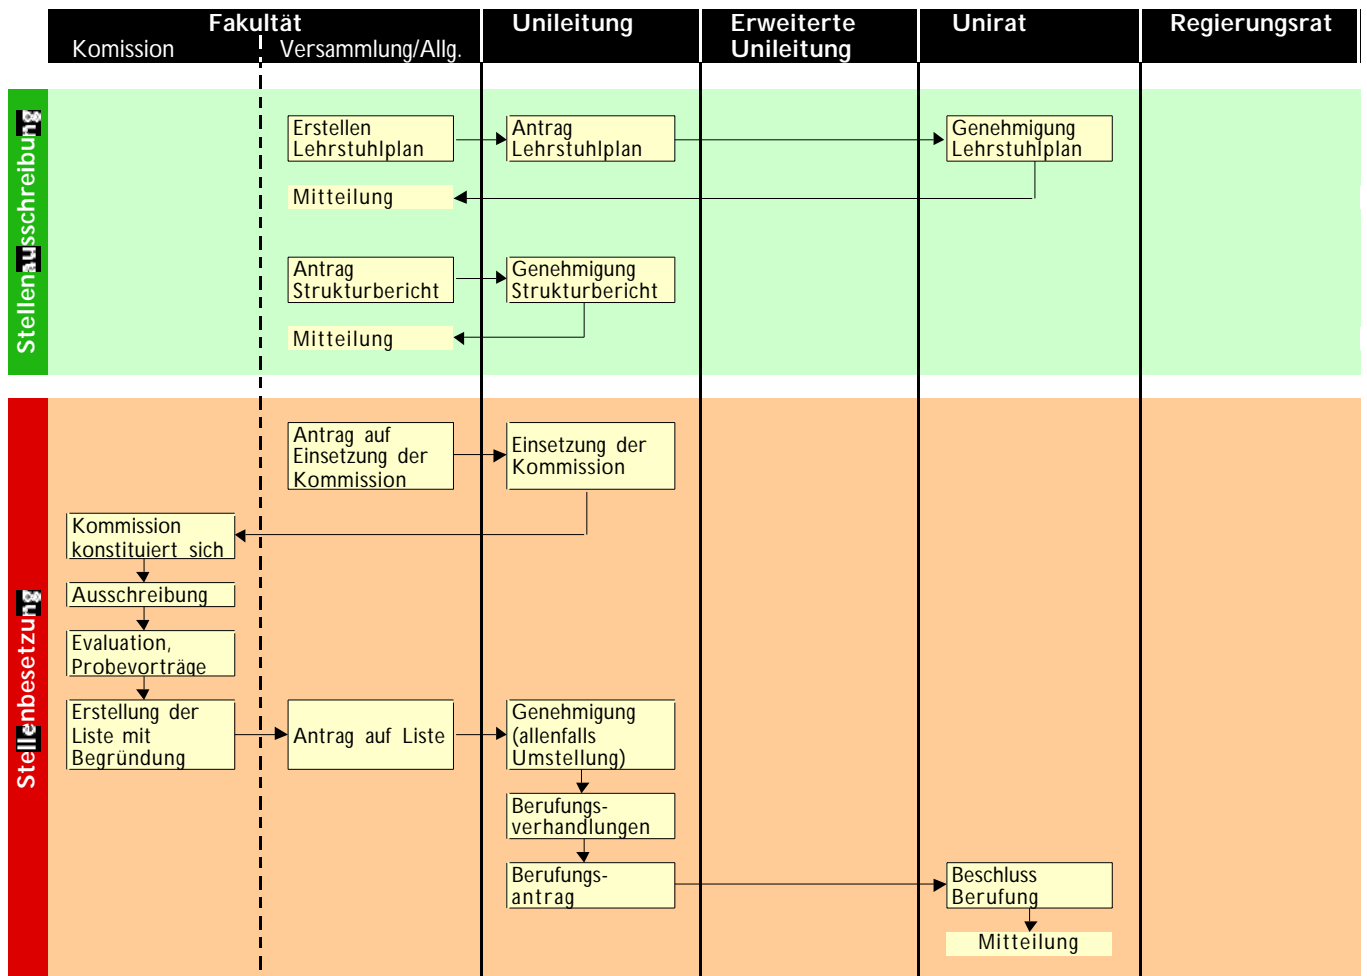 Fakultät
Unileitung
Erweiterte
Unileitung
Unirat
Regierungsrat
Komission
Versammlung/Allg.
Stellenausschreibung
Erstellen
Lehrstuhlplan
Antrag
Lehrstuhlplan
Genehmigung
Lehrstuhlplan
Mitteilung
Antrag
Strukturbericht
Genehmigung
Strukturbericht
Mitteilung
Stellenbesetzung
Antrag auf
Einsetzung der
Kommission
Einsetzung der
Kommission
Kommission
konstituiert sich
Ausschreibung
Evaluation,
Probevorträge
Erstellung der
Liste mit
Begründung
Antrag auf Liste
Genehmigung
(allenfalls
Umstellung)
Berufungs-
verhandlungen
Berufungs-
antrag
Beschluss
Berufung
Mitteilung